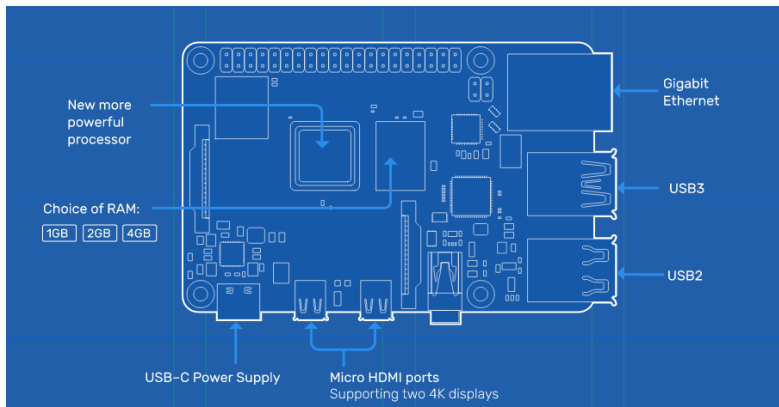 New more
powerful
processor
Gigabit
Ethernet
Choice of RAM:
1GB 2GB 4GB
USB3
USB2
USB-C Power Supply
Micro HDMI ports
Supporting two 4K displays